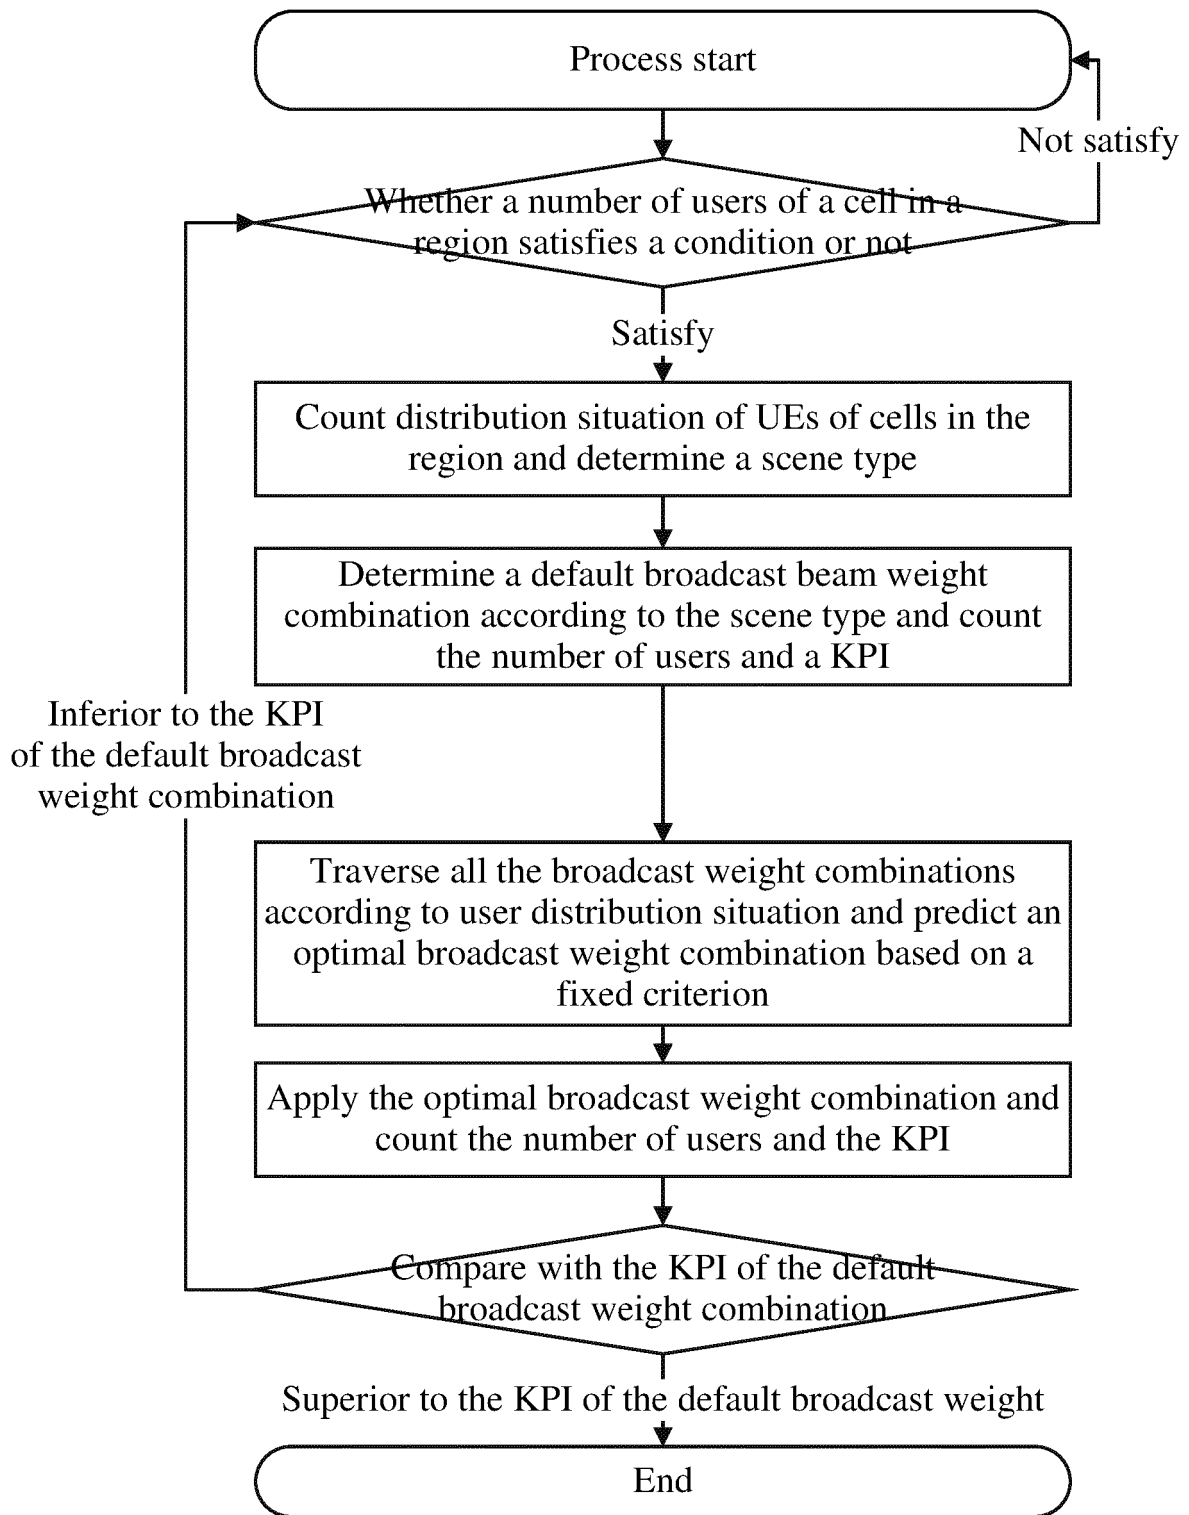 Process start
Not satisfy
Whether a number of users of a cell in a
region satisfies a condition or not
Satisfy
Count distribution situation of UEs of cells in the
region and determine a scene type
Determine a default broadcast beam weight
combination according to the scene type and count
the number of users and a KPI
Inferior to the KPI
of the default broadcast
weight combination
Traverse all the broadcast weight combinations
according to user distribution situation and predict an
optimal broadcast weight combination based on a
fixed criterion
Apply the optimal broadcast weight combination and
count the number of users and the KPI
Compare with the KPI of the default
broadcast weight combination
Superior to the KPI of the default broadcast weight
End